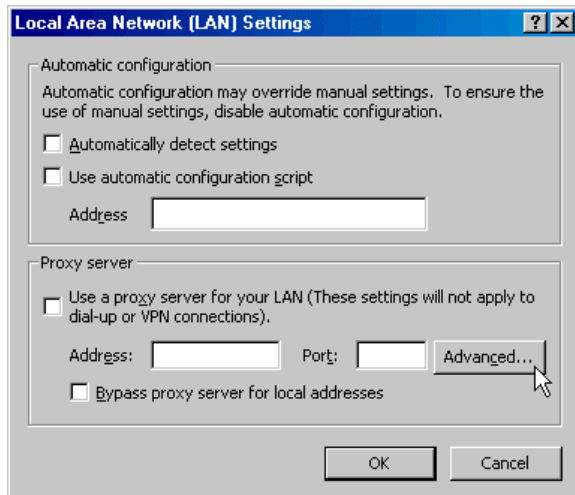 Local Area Network (LAN) Settings
Automatic configuration
Automatic configuration may override manual settings. To ensure the
use of manual settings, disable automatic configuration.
Automatically detect settings
Use automatic configuration script
Address
Proxy server
Use a proxy server for your LAN (These settings will not apply to
dial-up or VPN connections).
Address: Port: Advanced...
Bypass proxy server for local addresses
OK Cancel